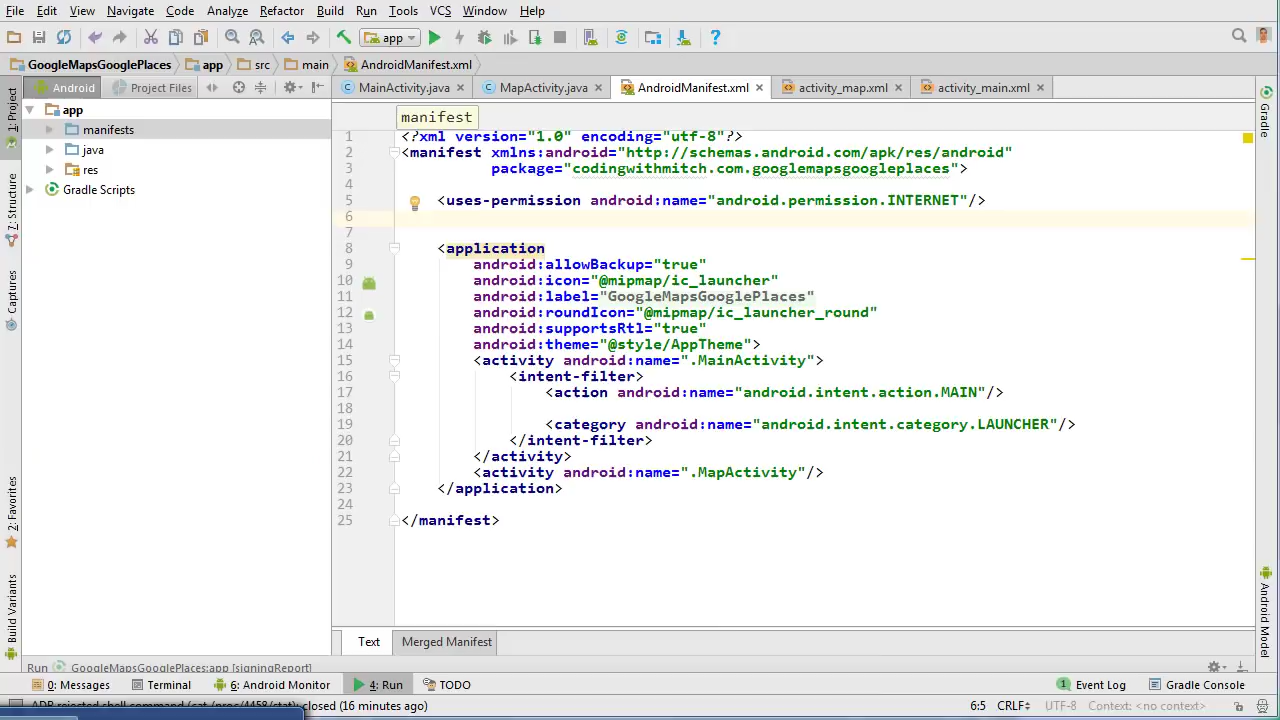 File Edit View Navigate Code Analyze Refactor Build Run Tools VCS Window Help
app
GoogleMapsGooglePlaces app src main AndroidManifest.xml
Android Project Files
MainActivity.java MapActivity.java AndroidManifest.xml activity_map.xml activity_main.xml
1: Project
7: Structure
Captures
2: Favorites
Build Variants
app
manifests
java
res
Gradle Scripts
manifest
1 <?xml version="1.0" encoding="utf-8"?>
2 <manifest xmlns:android="http://schemas.android.com/apk/res/android"
3 package="codingwithmitch.com.googlemapsgoogleplaces">
4
5 <uses-permission android:name="android.permission.INTERNET"/>
6
7
8 <application
9 android:allowBackup="true"
10 android:icon="@mipmap/ic_launcher"
11 android:label="GoogleMapsGooglePlaces"
12 android:roundIcon="@mipmap/ic_launcher_round"
13 android:supportsRtl="true"
14 android:theme="@style/AppTheme">
15 <activity android:name=".MainActivity">
16 <intent-filter>
17 <action android:name="android.intent.action.MAIN"/>
18
19 <category android:name="android.intent.category.LAUNCHER"/>
20 </intent-filter>
21 </activity>
22 <activity android:name=".MapActivity"/>
23 </application>
24
25 </manifest>
Gradle
Android Model
Text Merged Manifest
Run GoogleMapsGooglePlaces:app [signingReport]
0: Messages Terminal 6: Android Monitor 4: Run TODO 1 Event Log Gradle Console
ADB rejected shell command (cat /proc/4458/stat): closed (16 minutes ago) 6:5 CRLF UTF-8 Context: <no context>